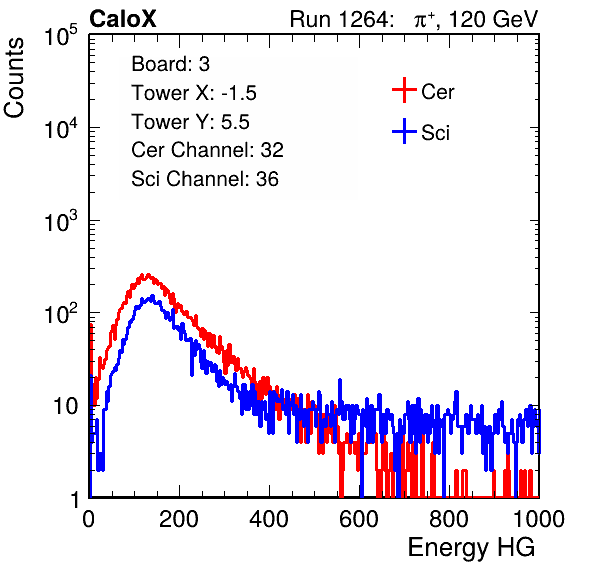 CaloX Run 1264: π⁺, 120 GeV
Counts
10⁵
10⁴
10³
10²
10
1
Board: 3
Tower X: -1.5
Tower Y: 5.5
Cer Channel: 32
Sci Channel: 36
Cer
Sci
0 200 400 600 800 1000
Energy HG